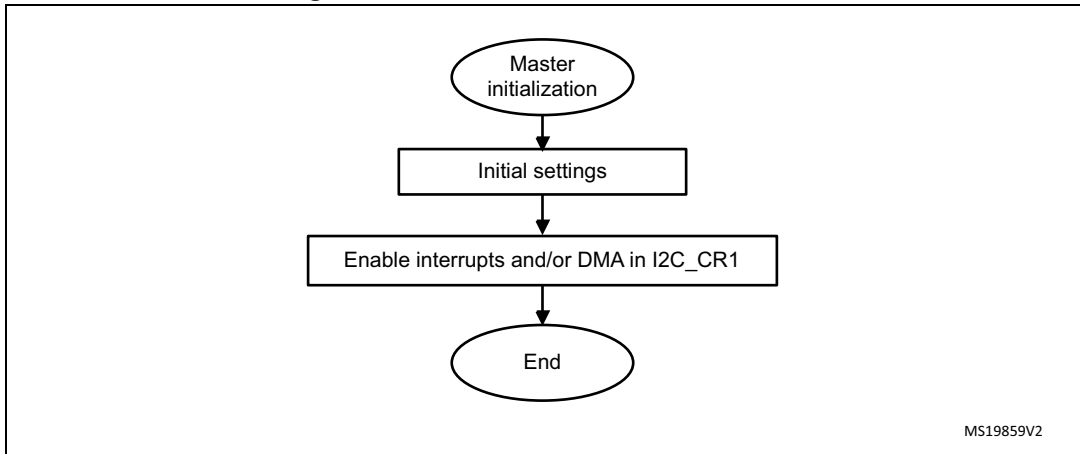 Master
initialization
Initial settings
Enable interrupts and/or DMA in I2C_CR1
End
MS19859V2